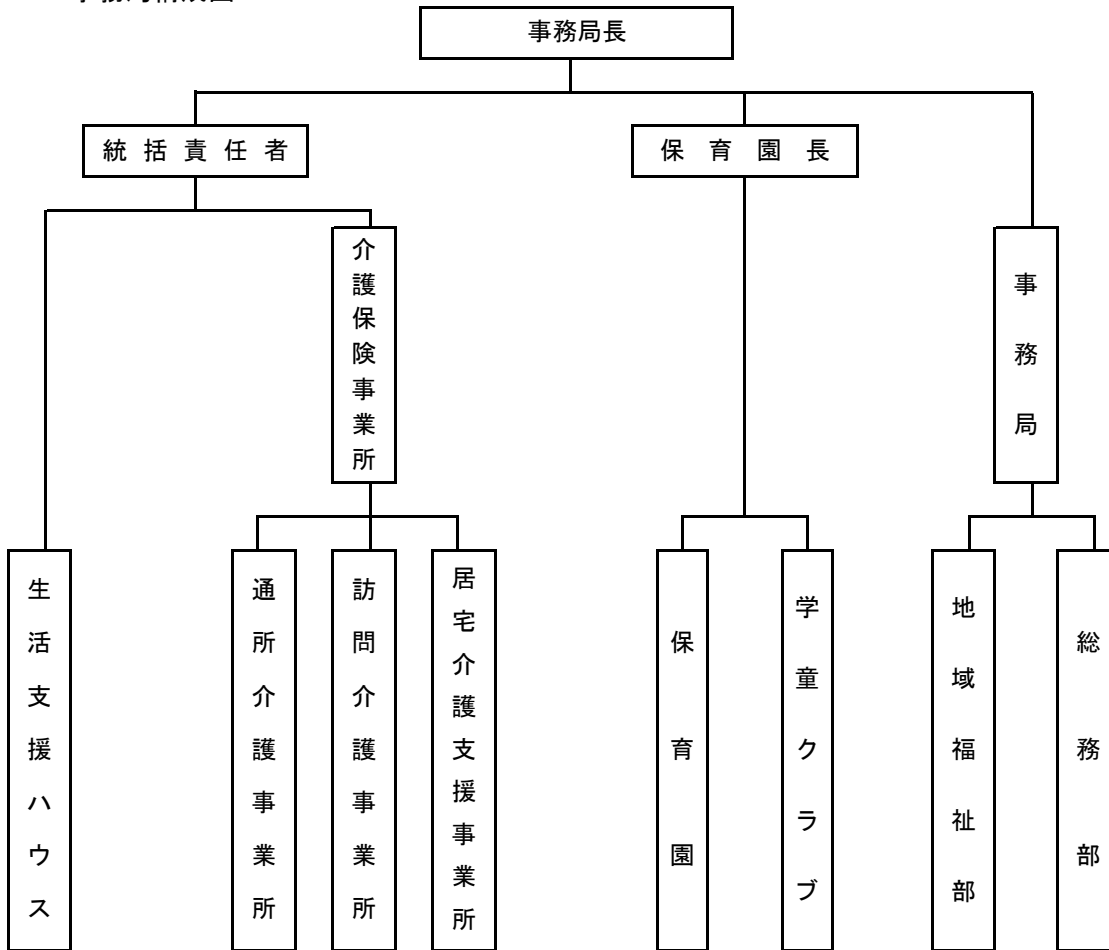 事務局長
統括責任者
保育園長
介護保険事業所
事務局
生活支援ハウス
通所介護事業所
訪問介護事業所
居宅介護支援事業所
保育園
学童クラブ
地域福祉部
総務部